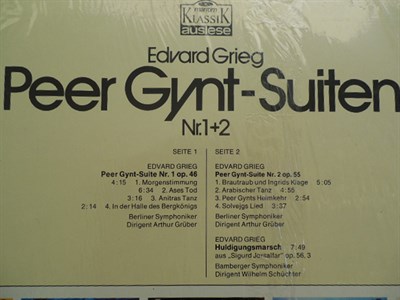 KLASSIK
auslese
Edvard Grieg
Peer Gynt-Suiten
Nr.1+2
SEITE 1
EDVARD GRIEG
Peer Gynt-Suite Nr. 1 op. 46
4:15 1. Morgenstimmung
6:34 2. Ases Tod
3:16 3. Anitras Tanz
2:14 4. In der Halle des Bergkönigs
Berliner Symphoniker
Dirigent Arthur Grüber
SEITE 2
EDVARD GRIEG
Peer Gynt-Suite Nr. 2 op. 55
1. Brautraub und Ingrids Klage 5:05
2. Arabischer Tanz 4:55
3. Peer Gynts Heimkehr 2:54
4. Solvejgs Lied 3:37
Berliner Symphoniker
Dirigent Arthur Grüber
EDVARD GRIEG
Huldigungsmarsch 7:49
aus „Sigurd Jorsalfar" op. 56, 3
Bamberger Symphoniker
Dirigent Wilhelm Schüchter